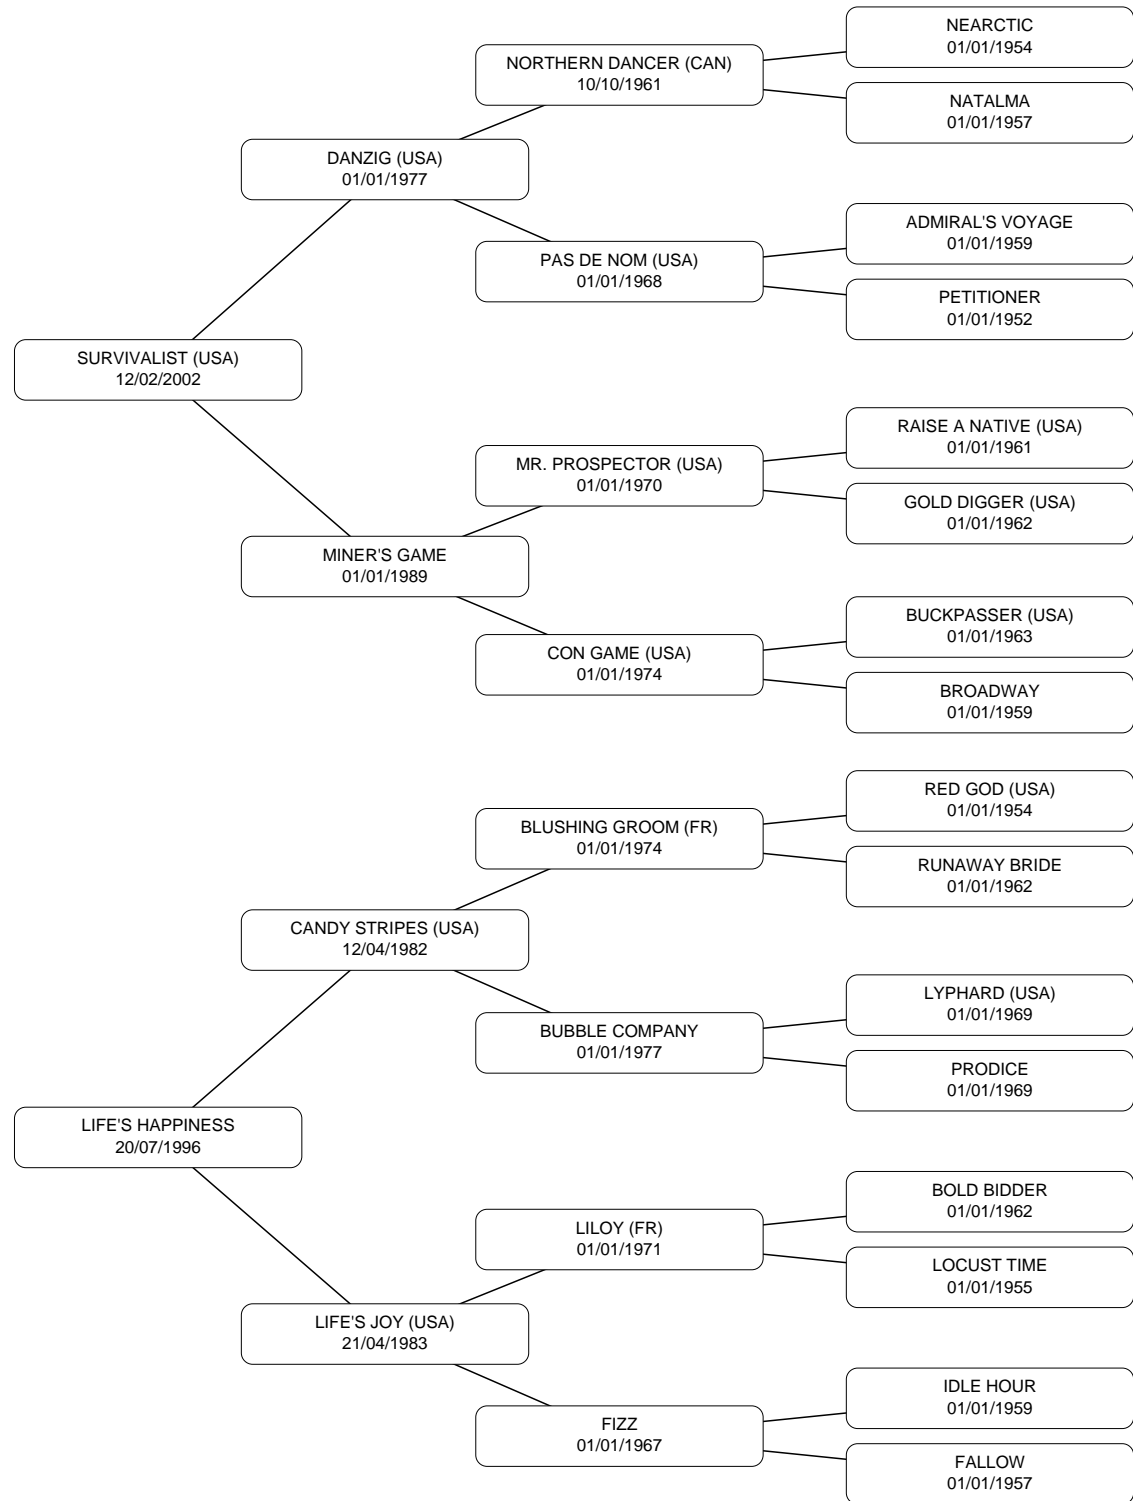 NEARCTIC
01/01/1954
NORTHERN DANCER (CAN)
10/10/1961
NATALMA
01/01/1957
DANZIG (USA)
01/01/1977
ADMIRAL'S VOYAGE
01/01/1959
PAS DE NOM (USA)
01/01/1968
PETITIONER
01/01/1952
SURVIVALIST (USA)
12/02/2002
RAISE A NATIVE (USA)
01/01/1961
MR. PROSPECTOR (USA)
01/01/1970
GOLD DIGGER (USA)
01/01/1962
MINER'S GAME
01/01/1989
BUCKPASSER (USA)
01/01/1963
CON GAME (USA)
01/01/1974
BROADWAY
01/01/1959
RED GOD (USA)
01/01/1954
BLUSHING GROOM (FR)
01/01/1974
RUNAWAY BRIDE
01/01/1962
CANDY STRIPES (USA)
12/04/1982
LYPHARD (USA)
01/01/1969
BUBBLE COMPANY
01/01/1977
PRODICE
01/01/1969
LIFE'S HAPPINESS
20/07/1996
BOLD BIDDER
01/01/1962
LILOY (FR)
01/01/1971
LOCUST TIME
01/01/1955
LIFE'S JOY (USA)
21/04/1983
IDLE HOUR
01/01/1959
FIZZ
01/01/1967
FALLOW
01/01/1957